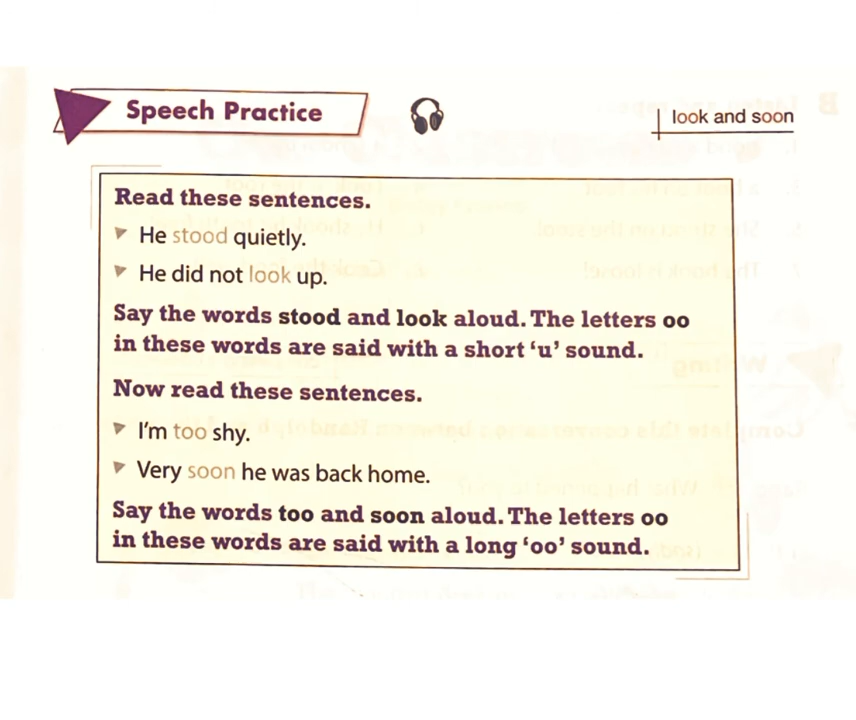 Speech Practice
look and soon
Read these sentences.
He stood quietly.
He did not look up.
Say the words stood and look aloud. The letters oo
in these words are said with a short ‘u’ sound.
Now read these sentences.
I'm too shy.
Very soon he was back home.
Say the words too and soon aloud. The letters oo
in these words are said with a long ‘oo’ sound.